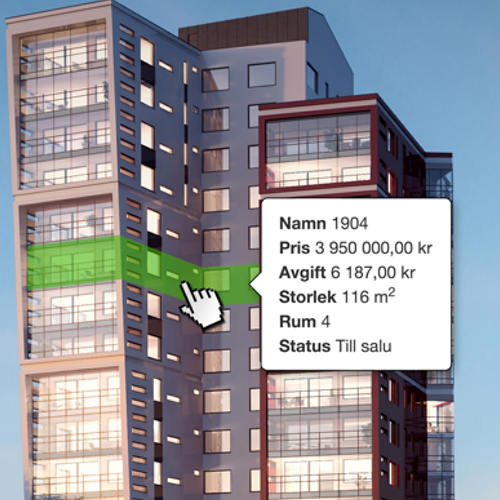 Namn 1904
Pris 3 950 000,00 kr
Avgift 6 187,00 kr
Storlek 116 m²
Rum 4
Status Till salu